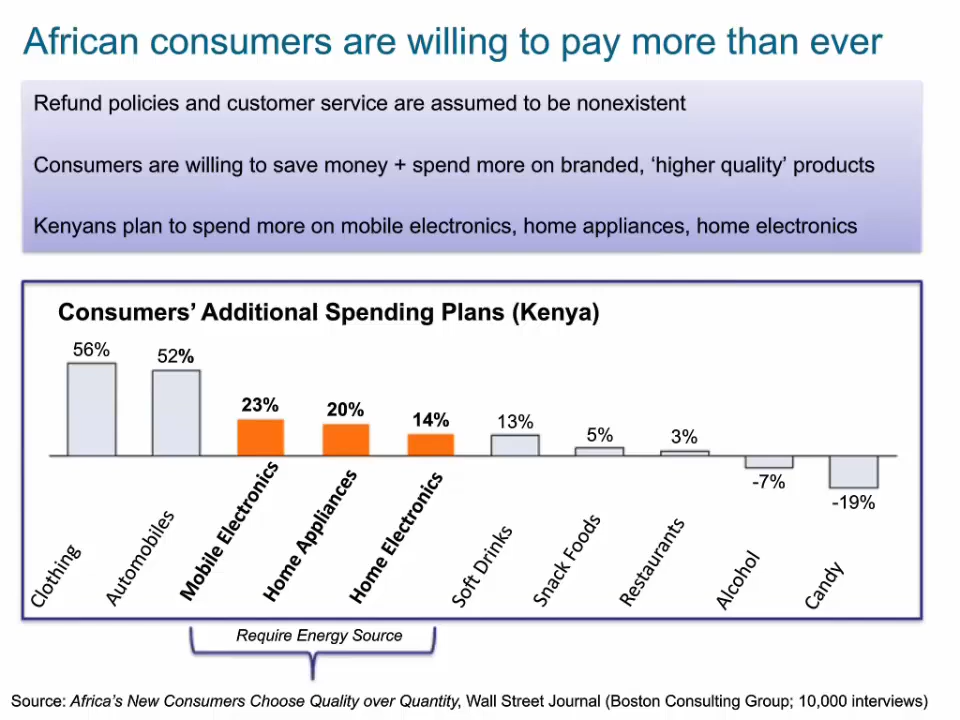 African consumers are willing to pay more than ever
Refund policies and customer service are assumed to be nonexistent
Consumers are willing to save money + spend more on branded, ‘higher quality’ products
Kenyans plan to spend more on mobile electronics, home appliances, home electronics
Consumers’ Additional Spending Plans (Kenya)
56%
52%
23%
20%
14%
13%
5%
3%
-7%
-19%
Clothing
Automobiles
Mobile Electronics
Home Appliances
Home Electronics
Soft Drinks
Snack Foods
Restaurants
Alcohol
Candy
Require Energy Source
Source: Africa’s New Consumers Choose Quality over Quantity, Wall Street Journal (Boston Consulting Group; 10,000 interviews)